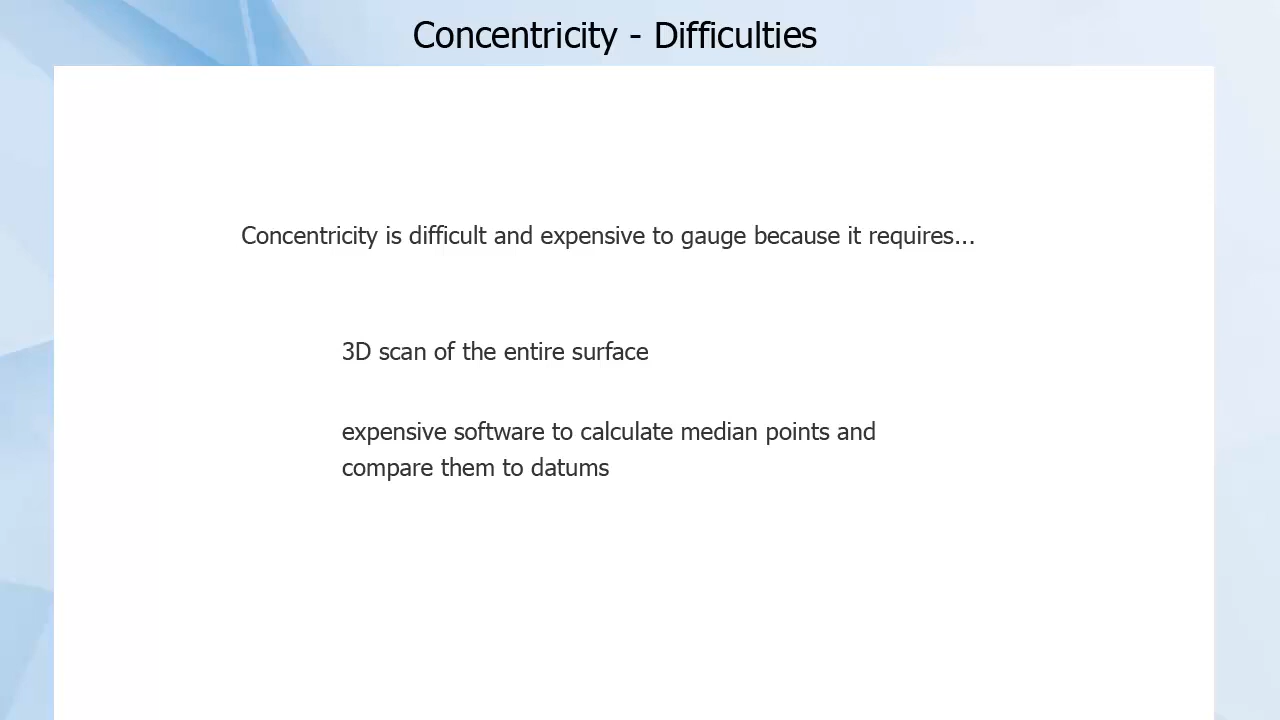 Concentricity - Difficulties
Concentricity is difficult and expensive to gauge because it requires...
3D scan of the entire surface
expensive software to calculate median points and
compare them to datums